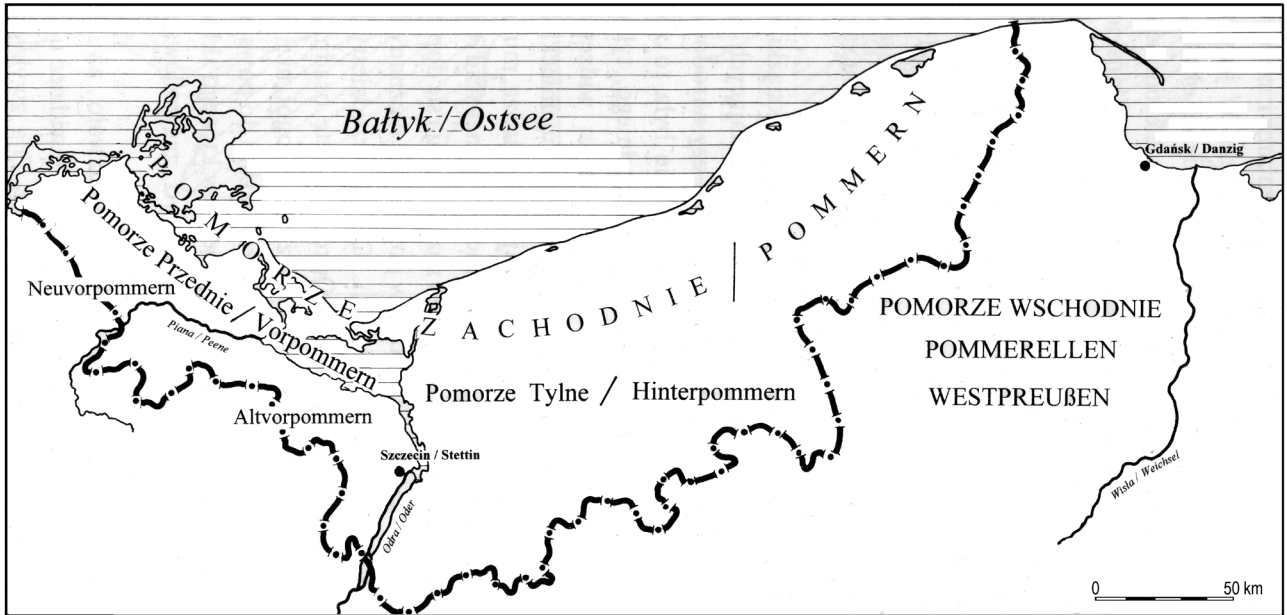 Bałtyk / Ostsee
Gdańsk / Danzig
POMORZE ZACHODNIE / POMMERN
Pomorze Przednie / Vorpommern
Neuvorpommern
Piana / Peene
POMORZE WSCHODNIE
POMMERELLEN
WESTPREUßEN
Pomorze Tylne / Hinterpommern
Altvorpommern
Szczecin / Stettin
Odra / Oder
Wisła / Weichsel
0 50 km